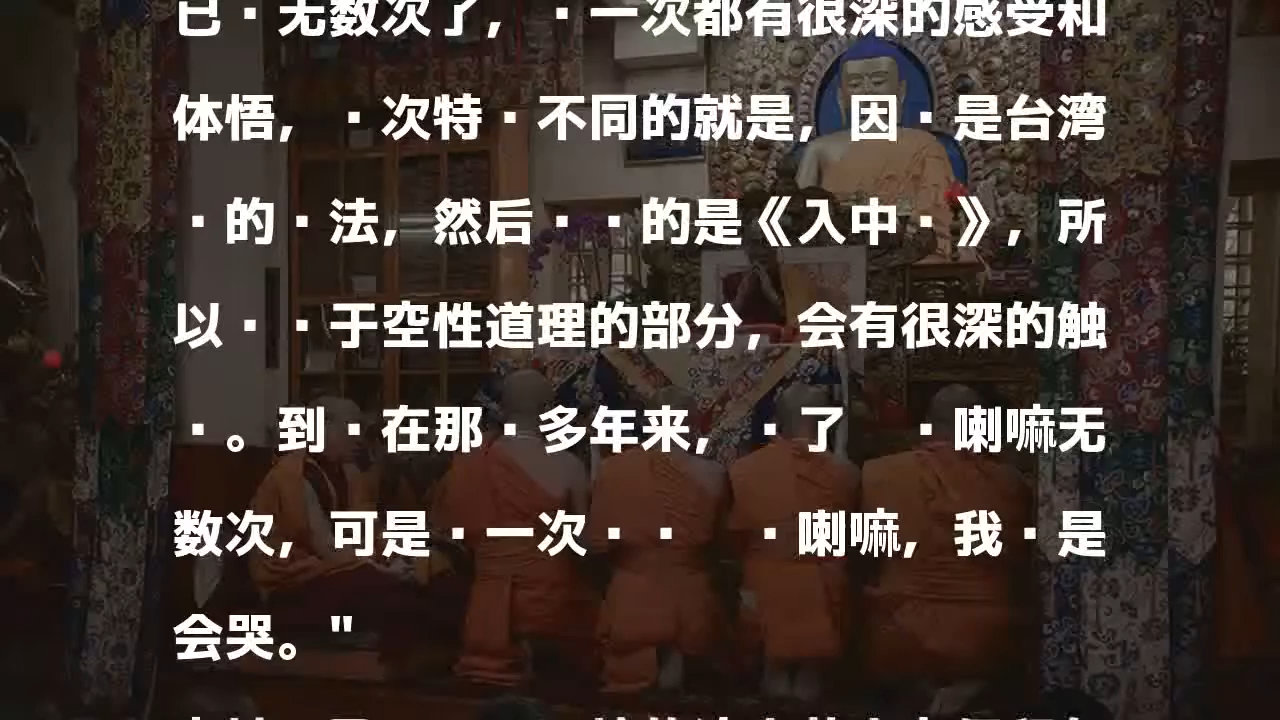 已·无数次了，·一次都有很深的感受和
体悟，·次特·不同的就是，因·是台湾
·的·法，然后··的是《入中·》，所
以··于空性道理的部分，会有很深的触
·。到·在那·多年来，·了 ·喇嘛无
数次，可是·一次·· ·喇嘛，我·是
会哭。"